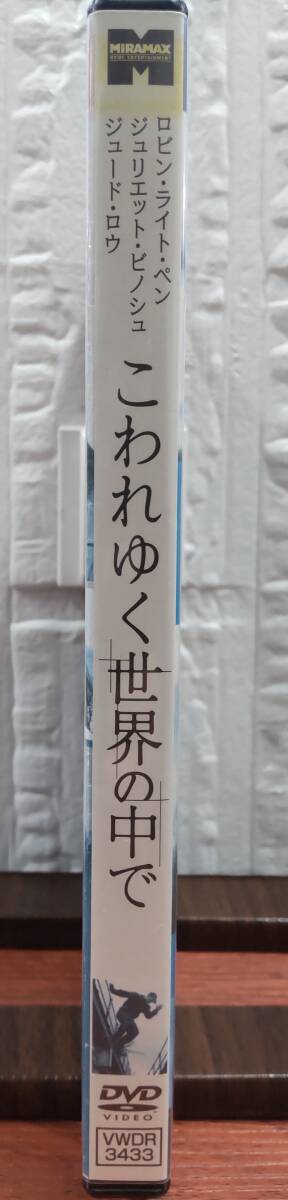 MIRAMAX
HOME ENTERTAINMENT
ロビン・ライト・ペン
ジュリエット・ビノシュ
ジュード・ロウ
こわれゆく世界の中で
DVD
VIDEO
VWDR
3433